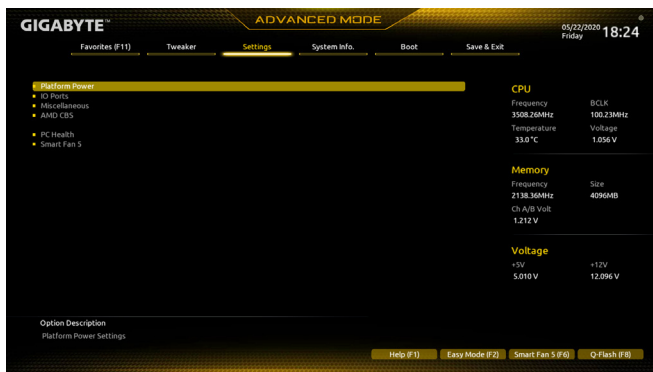 GIGABYTE™
ADVANCED MODE
05/22/2020 Friday 18:24
Favorites (F11) Tweaker Settings System Info. Boot Save & Exit
Platform Power
IO Ports
Miscellaneous
AMD CBS
PC Health
Smart Fan 5
CPU
Frequency BCLK
3508.26MHz 100.23MHz
Temperature Voltage
33.0 °C 1.056 V
Memory
Frequency Size
2138.36MHz 4096MB
Ch A/B Volt
1.212 V
Voltage
+5V +12V
5.010 V 12.096 V
Option Description
Platform Power Settings
Help (F1) Easy Mode (F2) Smart Fan 5 (F6) Q-Flash (F8)